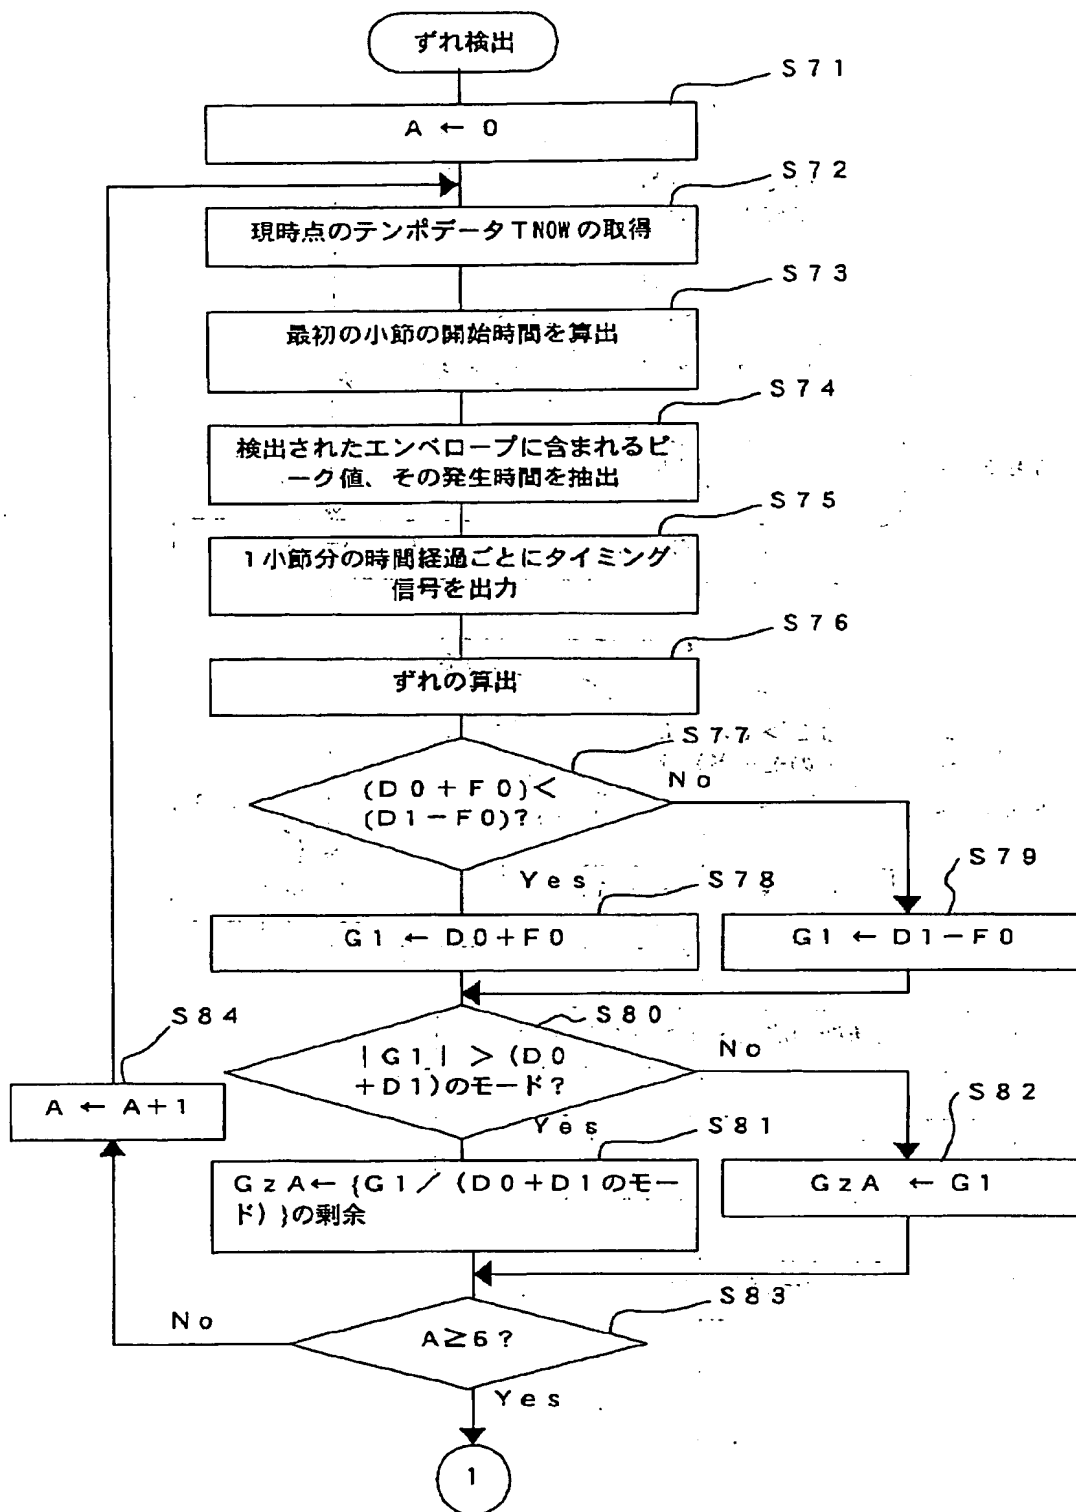 ずれ検出
S71
A ← 0
S72
現時点のテンポデータTNOWの取得
S73
最初の小節の開始時間を算出
S74
検出されたエンベロープに含まれるピ
ーク値、その発生時間を抽出
S75
1小節分の時間経過ごとにタイミング
信号を出力
S76
ずれの算出
S77
(D0+F0)<
(D1-F0)?
No
Yes
S78
G1 ← D0+F0
S79
G1 ← D1-F0
S80
|G1| >(D0
+D1)のモード?
No
Yes
S84
A ← A+1
S81
GzA←{G1/(D0+D1のモー
ド)}の剰余
S82
GzA ← G1
S83
A≥6?
No
Yes
1